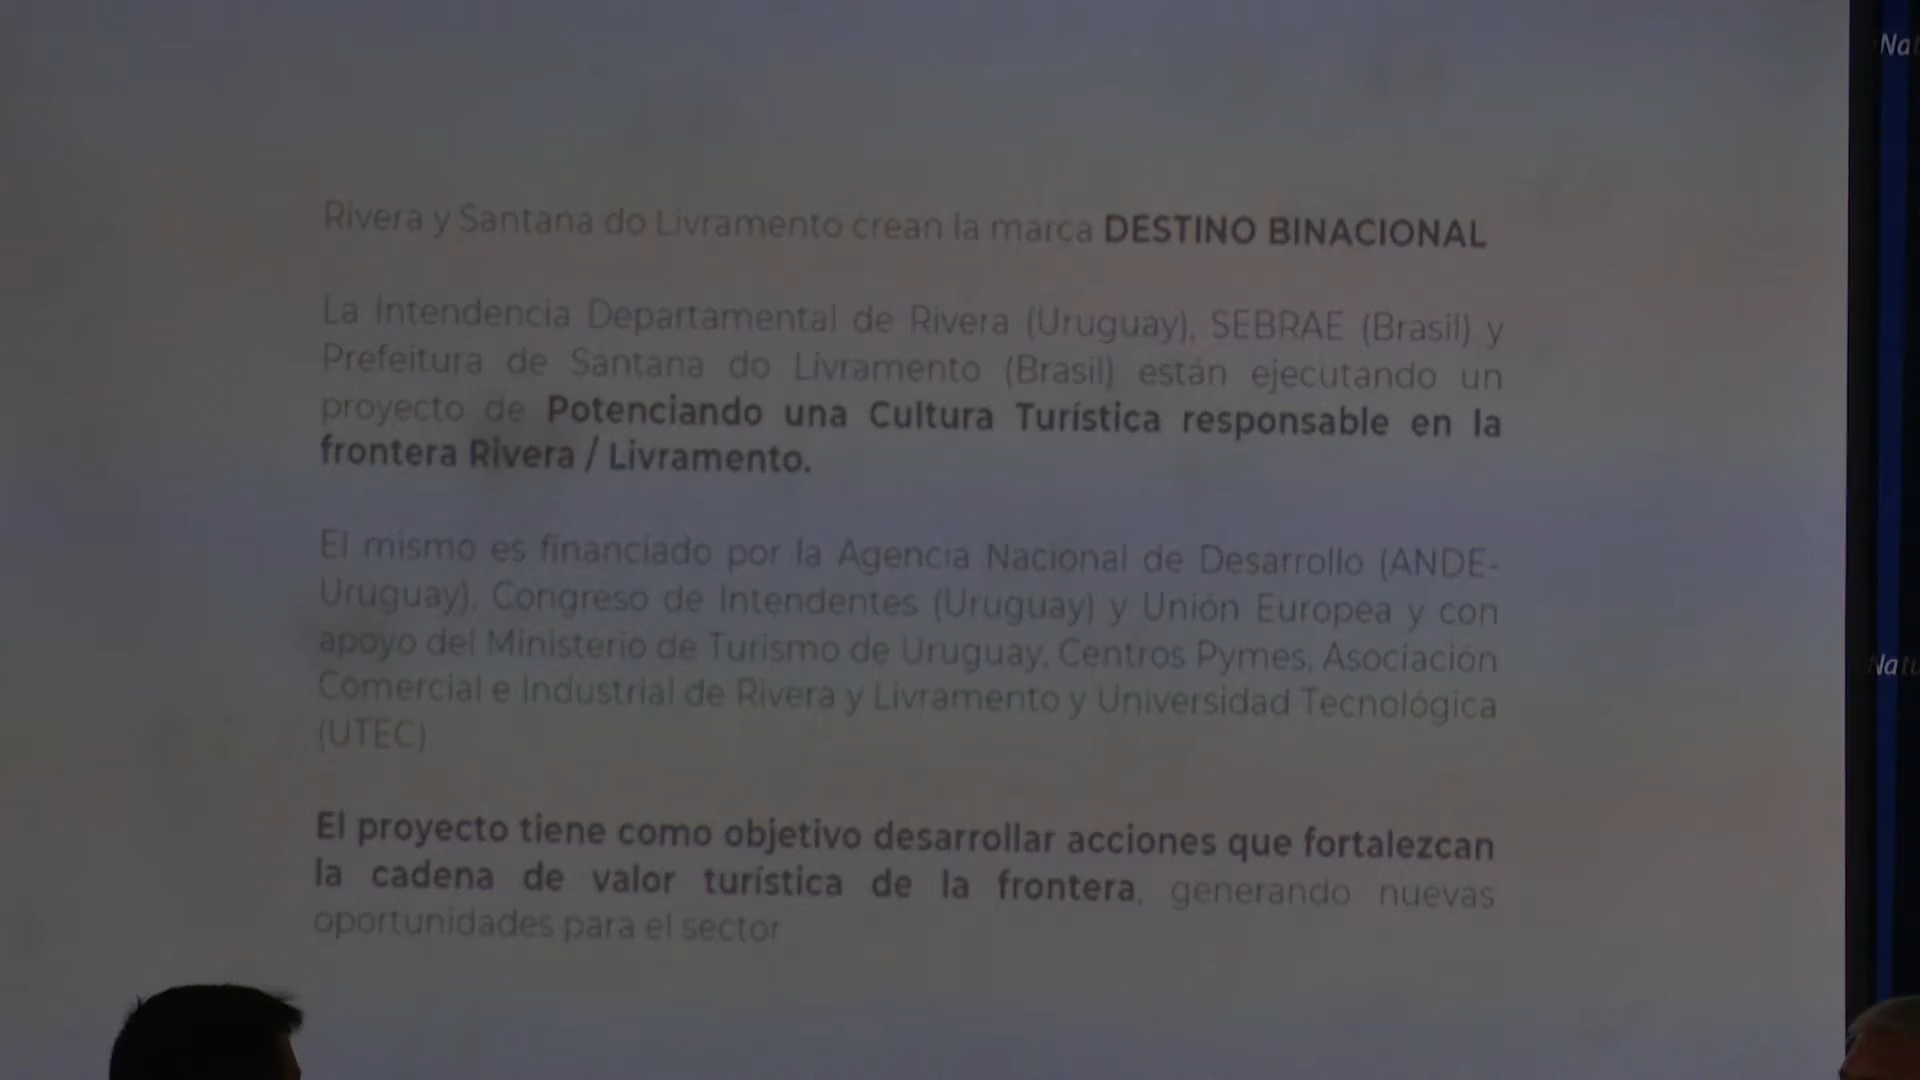 Rivera y Santana do Livramento crean la marca DESTINO BINACIONAL
La Intendencia Departamental de Rivera (Uruguay), SEBRAE (Brasil) y
Prefeitura de Santana do Livramento (Brasil) están ejecutando un
proyecto de Potenciando una Cultura Turística responsable en la
frontera Rivera / Livramento.
El mismo es financiado por la Agencia Nacional de Desarrollo (ANDE-
Uruguay), Congreso de Intendentes (Uruguay) y Unión Europea y con
apoyo del Ministerio de Turismo de Uruguay, Centros Pymes, Asociación
Comercial e Industrial de Rivera y Livramento y Universidad Tecnológica
(UTEC)
El proyecto tiene como objetivo desarrollar acciones que fortalezcan
la cadena de valor turística de la frontera, generando nuevas
oportunidades para el sector